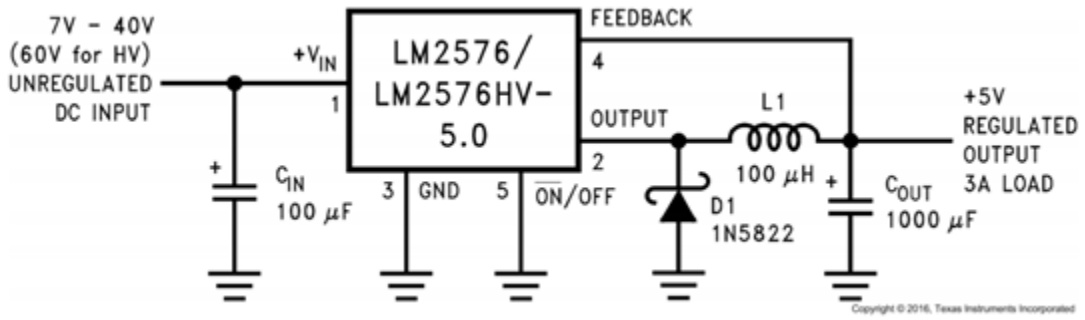 7V - 40V
(60V for HV)
UNREGULATED
DC INPUT
+VIN
1
LM2576/
LM2576HV-
5.0
FEEDBACK
4
OUTPUT
2
L1
100 μH
+5V
REGULATED
OUTPUT
3A LOAD
+
CIN
100 μF
3
GND
5
ON/OFF
D1
1N5822
+
COUT
1000 μF
Copyright © 2016, Texas Instruments Incorporated